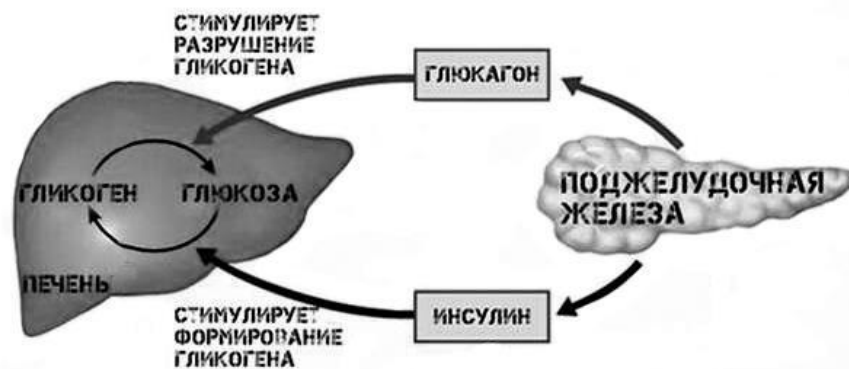 СТИМУЛИРУЕТ
РАЗРУШЕНИЕ
ГЛИКОГЕНА
ГЛЮКАГОН
ГЛИКОГЕН
ГЛЮКОЗА
ПОДЖЕЛУДОЧНАЯ
ЖЕЛЕЗА
ПЕЧЕНЬ
СТИМУЛИРУЕТ
ФОРМИРОВАНИЕ
ГЛИКОГЕНА
ИНСУЛИН